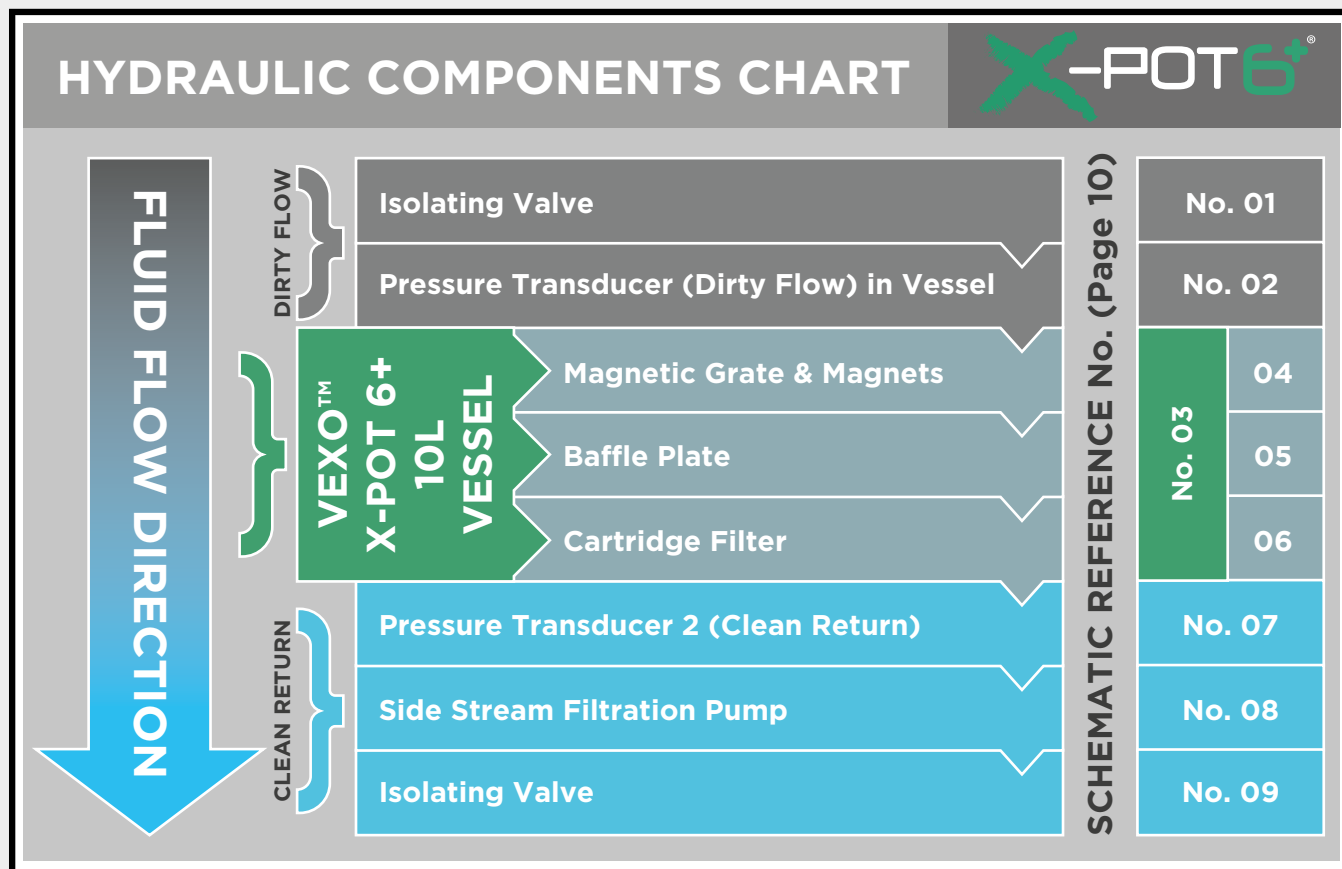 HYDRAULIC COMPONENTS CHART
X-POT 6+®
FLUID FLOW DIRECTION
DIRTY FLOW
Isolating Valve
No. 01
Pressure Transducer (Dirty Flow) in Vessel
No. 02
VEXO™
X-POT 6+
10L
VESSEL
Magnetic Grate & Magnets
Baffle Plate
Cartridge Filter
No. 03
04
05
06
CLEAN RETURN
Pressure Transducer 2 (Clean Return)
No. 07
Side Stream Filtration Pump
No. 08
Isolating Valve
No. 09
SCHEMATIC REFERENCE No. (Page 10)